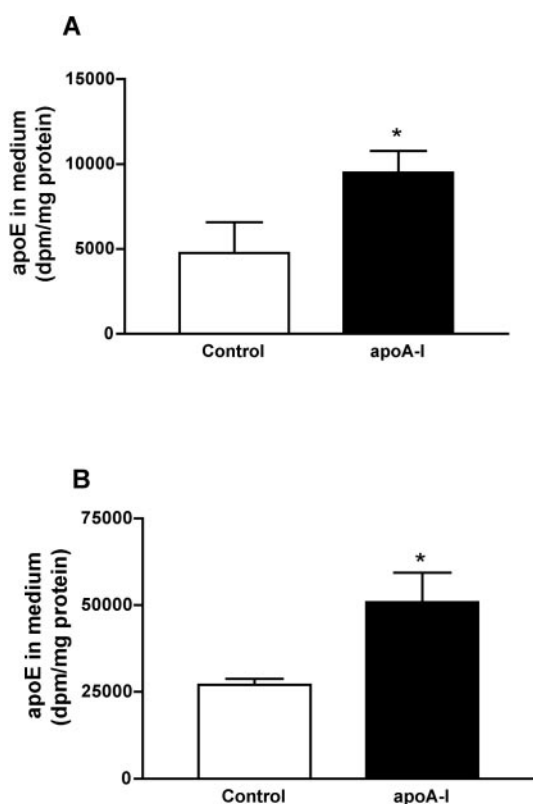 A
apoE in medium
(dpm/mg protein)
15000
10000
5000
0
*
Control apoA-I
B
apoE in medium
(dpm/mg protein)
75000
50000
25000
0
*
Control apoA-I